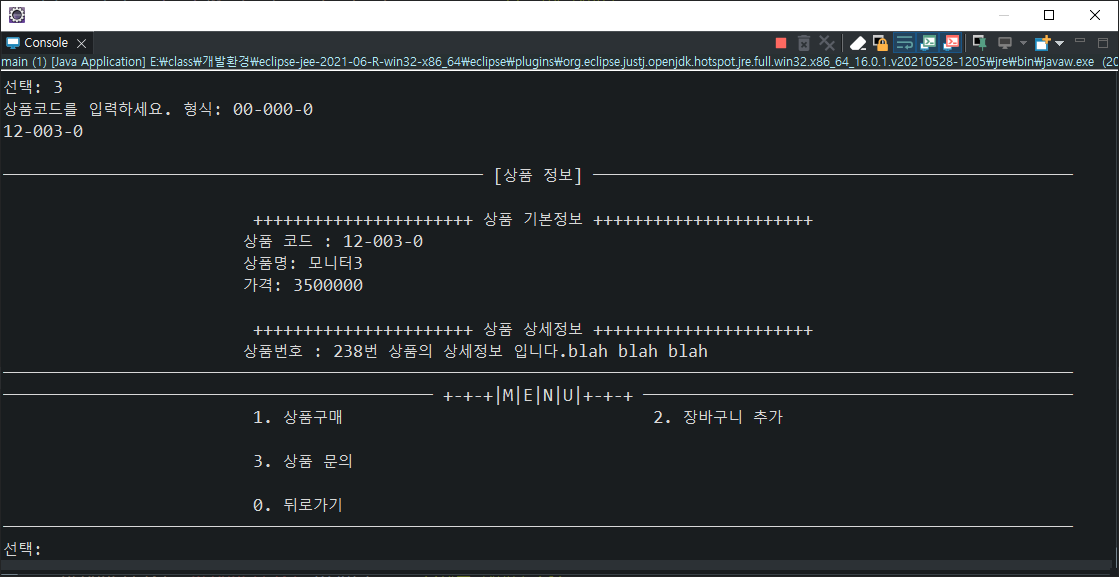 Console
main (1) [Java Application] E:₩class₩개발환경₩eclipse-jee-2021-06-R-win32-x86_64₩eclipse₩plugins₩org.eclipse.justj.openjdk.hotspot.jre.full.win32.x86_64_16.0.1.v20210528-1205₩jre₩bin₩javaw.exe (20
선택: 3
상품코드를 입력하세요. 형식: 00-000-0
12-003-0
[상품 정보]
++++++++++++++++++++++ 상품 기본정보 ++++++++++++++++++++++
상품 코드 : 12-003-0
상품명: 모니터3
가격: 3500000
++++++++++++++++++++++ 상품 상세정보 ++++++++++++++++++++++
상품번호 : 238번 상품의 상세정보 입니다.blah blah blah
+-+-+|M|E|N|U|+-+-+
1. 상품구매 2. 장바구니 추가
3. 상품 문의
0. 뒤로가기
선택: